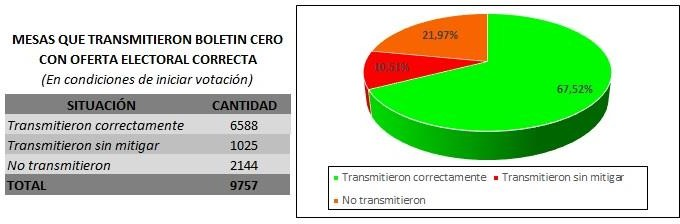 MESAS QUE TRANSMITIERON BOLETIN CERO
CON OFERTA ELECTORAL CORRECTA
(En condiciones de iniciar votación)
SITUACIÓN CANTIDAD
Transmitieron correctamente 6588
Transmitieron sin mitigar 1025
No transmitieron 2144
TOTAL 9757
21,97%
10,51%
67,52%
Transmitieron correctamente Transmitieron sin mitigar
No transmitieron